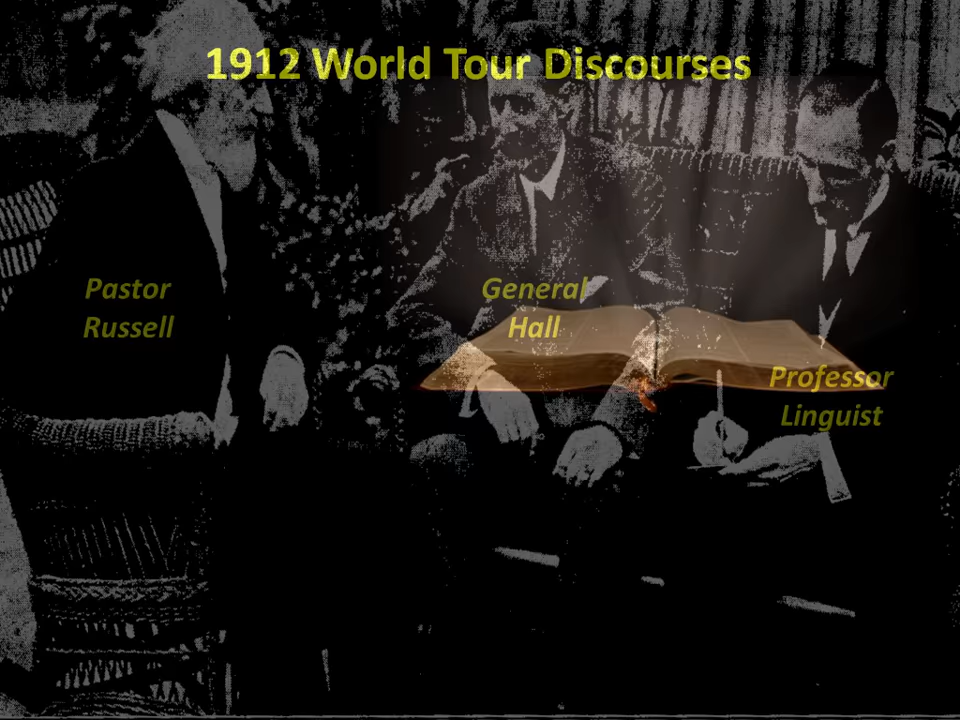 1912 World Tour Discourses
Pastor
Russell
General
Hall
Professor
Linguist